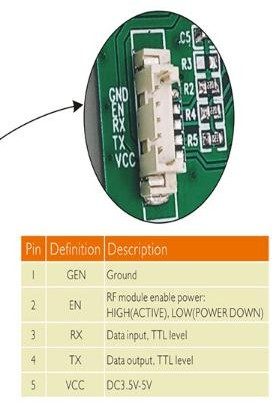 C5
R3
GND
R2
EN
RX
R4
TX
R5
VCC
Pin Definition Description
1 GEN Ground
2 EN RF module enable power:
HIGH(ACTIVE), LOW(POWER DOWN)
3 RX Data input, TTL level
4 TX Data output, TTL level
5 VCC DC3.5V-5V